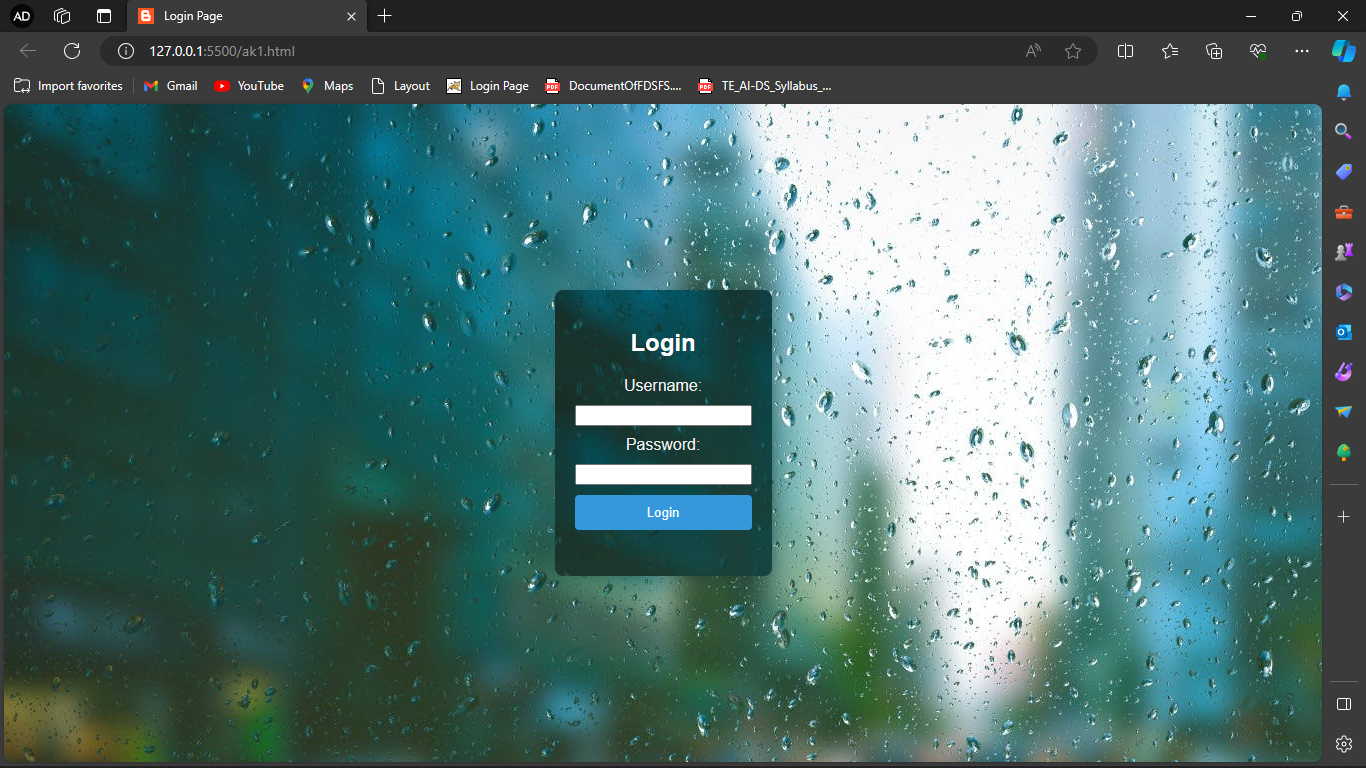 AD
Login Page
127.0.0.1:5500/ak1.html
Import favorites Gmail YouTube Maps Layout Login Page DocumentOfFDSFS.... TE_AI-DS_Syllabus_...
Login
Username:
Password:
Login